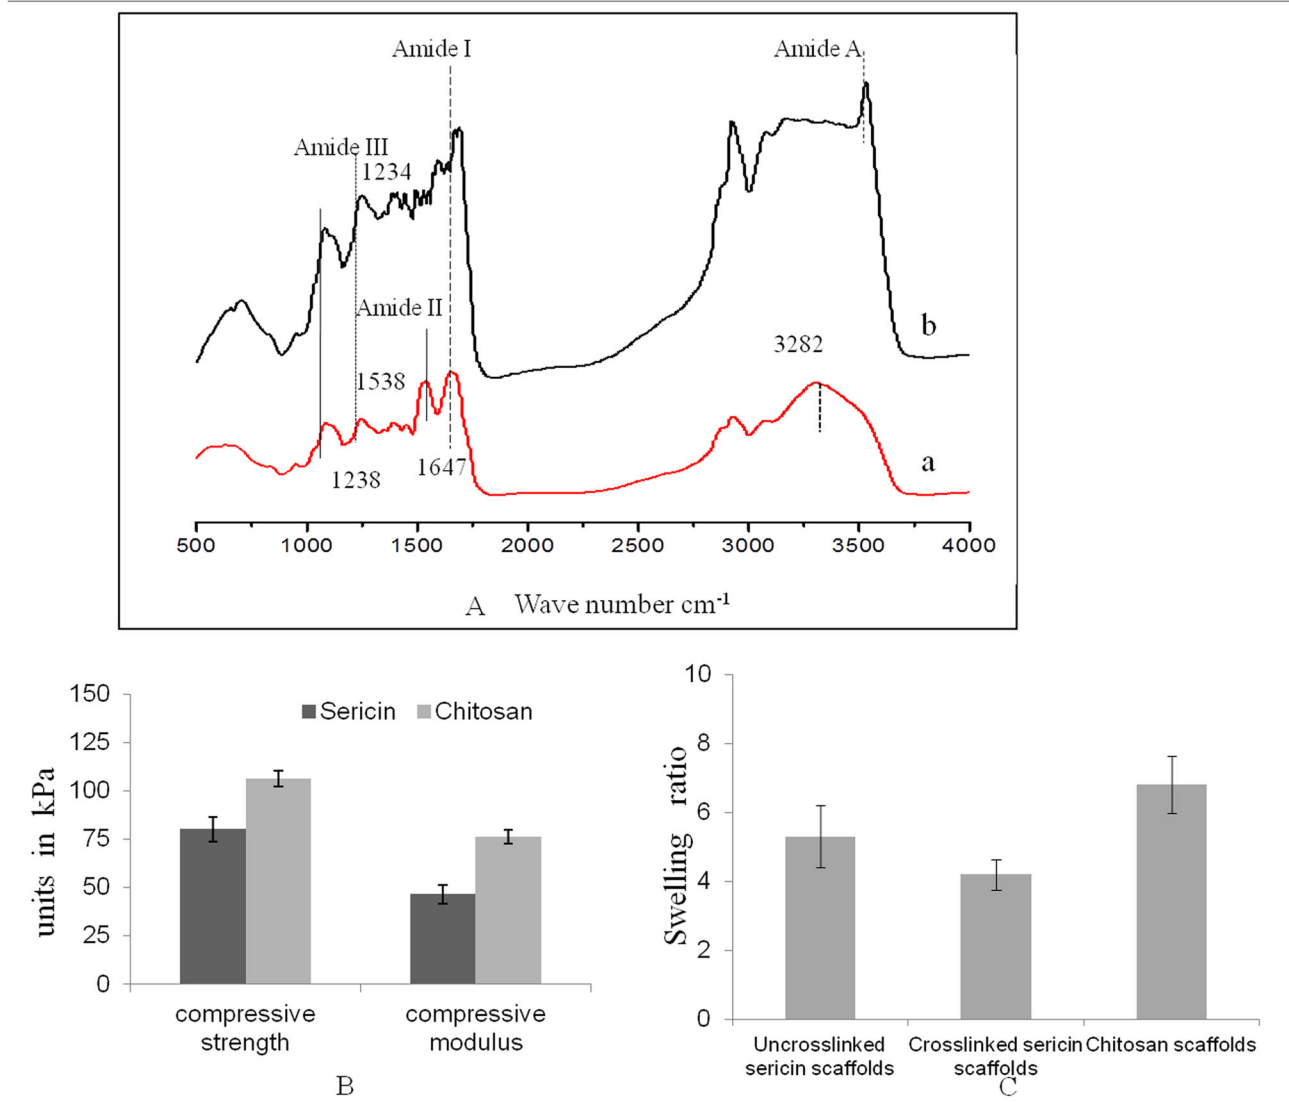 Amide I
Amide A
Amide III
1234
Amide II
b
3282
1538
a
1647
1238
500 1000 1500 2000 2500 3000 3500 4000
A Wave number cm-1
150
125
100
75
50
25
0
units in kPa
Sericin Chitosan
compressive strength
compressive modulus
B
10
8
6
4
2
0
Swelling ratio
Uncrosslinked sericin scaffolds
Crosslinked sericin scaffolds
Chitosan scaffolds
C